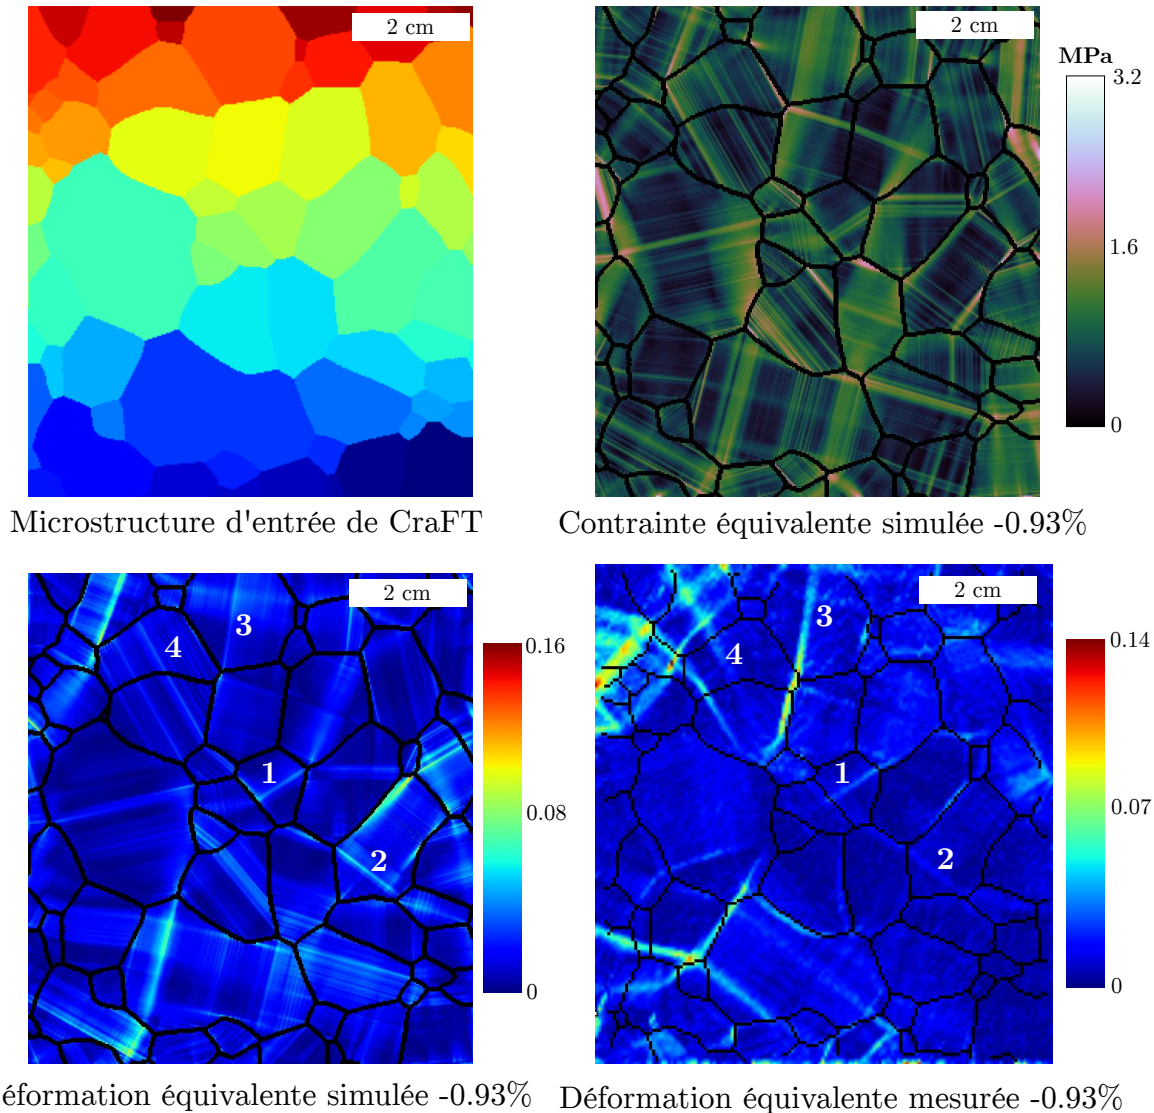 2 cm
2 cm
MPa
3.2
1.6
0
Microstructure d'entrée de CraFT
Contrainte équivalente simulée -0.93%
2 cm
2 cm
3
4
1
2
0.16
0.08
0
3
4
1
2
0.14
0.07
0
éformation équivalente simulée -0.93%
Déformation équivalente mesurée -0.93%